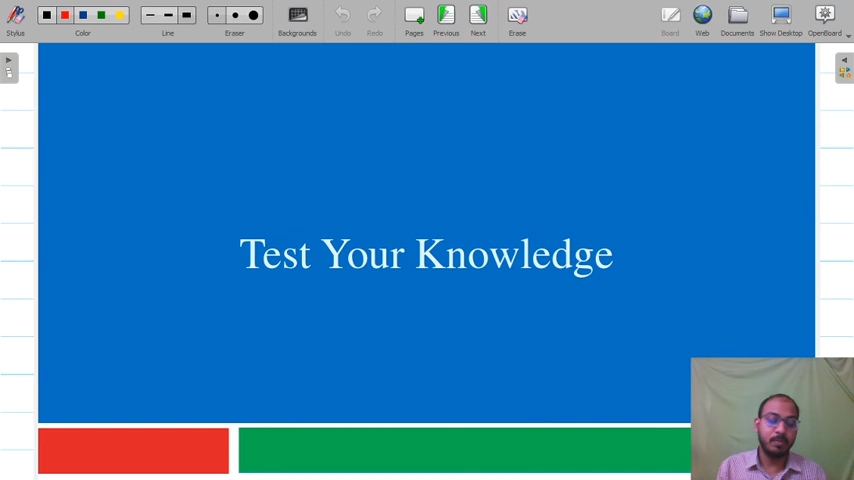 Stylus
Color
Line
Eraser
Backgrounds
Undo
Redo
Pages
Previous
Next
Erase
Board
Web
Documents
Show Desktop
OpenBoard
Test Your Knowledge